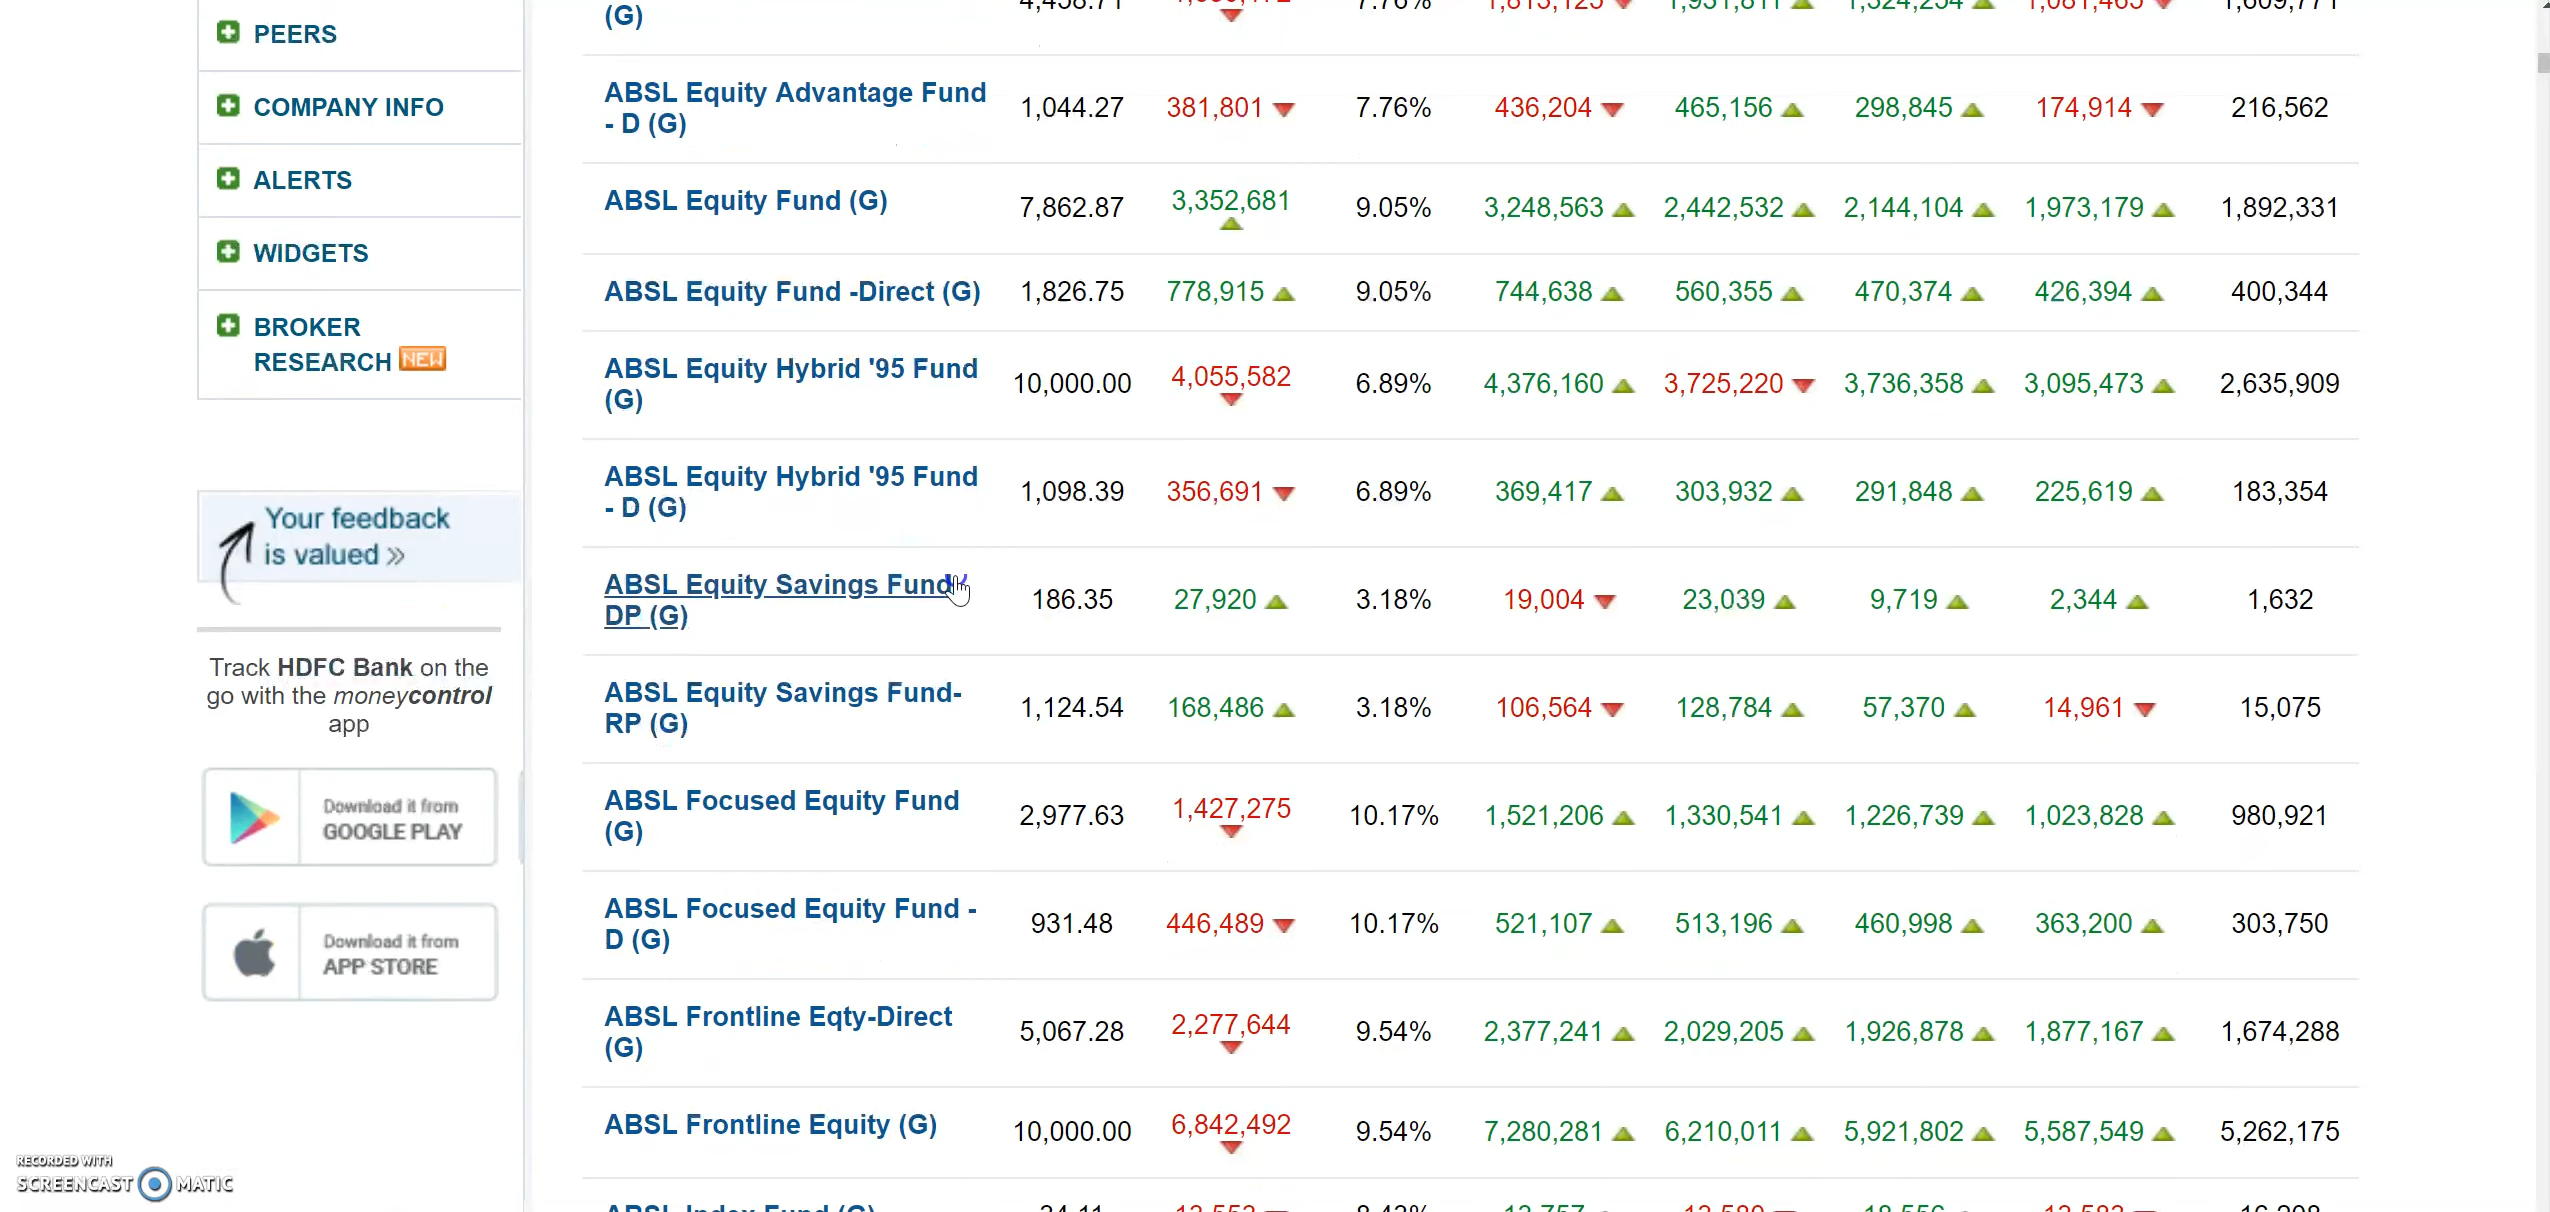 PEERS
COMPANY INFO
ALERTS
WIDGETS
BROKER
RESEARCH NEW
Your feedback
is valued »
Track HDFC Bank on the
go with the moneycontrol
app
Download it from
GOOGLE PLAY
Download it from
APP STORE
RECORDED WITH
SCREENCAST MATIC
(G) 7.76%
ABSL Equity Advantage Fund
- D (G) 1,044.27 381,801 7.76% 436,204 465,156 298,845 174,914 216,562
ABSL Equity Fund (G) 7,862.87 3,352,681 9.05% 3,248,563 2,442,532 2,144,104 1,973,179 1,892,331
ABSL Equity Fund -Direct (G) 1,826.75 778,915 9.05% 744,638 560,355 470,374 426,394 400,344
ABSL Equity Hybrid '95 Fund
(G) 10,000.00 4,055,582 6.89% 4,376,160 3,725,220 3,736,358 3,095,473 2,635,909
ABSL Equity Hybrid '95 Fund
- D (G) 1,098.39 356,691 6.89% 369,417 303,932 291,848 225,619 183,354
ABSL Equity Savings Fund
DP (G) 186.35 27,920 3.18% 19,004 23,039 9,719 2,344 1,632
ABSL Equity Savings Fund-
RP (G) 1,124.54 168,486 3.18% 106,564 128,784 57,370 14,961 15,075
ABSL Focused Equity Fund
(G) 2,977.63 1,427,275 10.17% 1,521,206 1,330,541 1,226,739 1,023,828 980,921
ABSL Focused Equity Fund -
D (G) 931.48 446,489 10.17% 521,107 513,196 460,998 363,200 303,750
ABSL Frontline Eqty-Direct
(G) 5,067.28 2,277,644 9.54% 2,377,241 2,029,205 1,926,878 1,877,167 1,674,288
ABSL Frontline Equity (G) 10,000.00 6,842,492 9.54% 7,280,281 6,210,011 5,921,802 5,587,549 5,262,175
ABSL Index Fund (G)